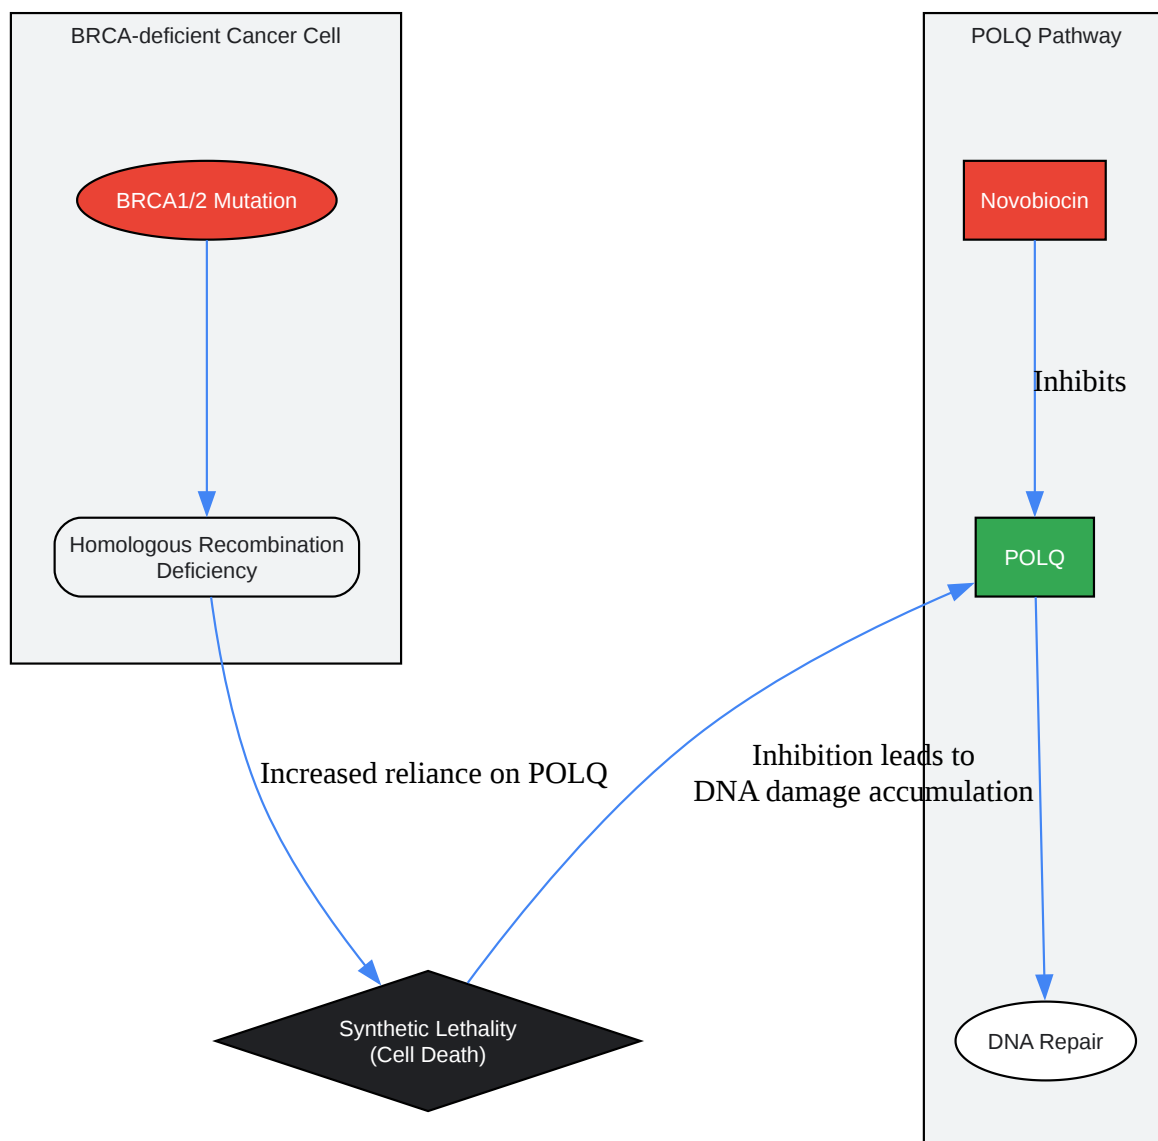 BRCA-deficient Cancer Cell
POLQ Pathway
BRCA1/2 Mutation
Novobiocin
Inhibits
Homologous Recombination
Deficiency
POLQ
Increased reliance on POLQ
Inhibition leads to
DNA damage accumulation
Synthetic Lethality
(Cell Death)
DNA Repair